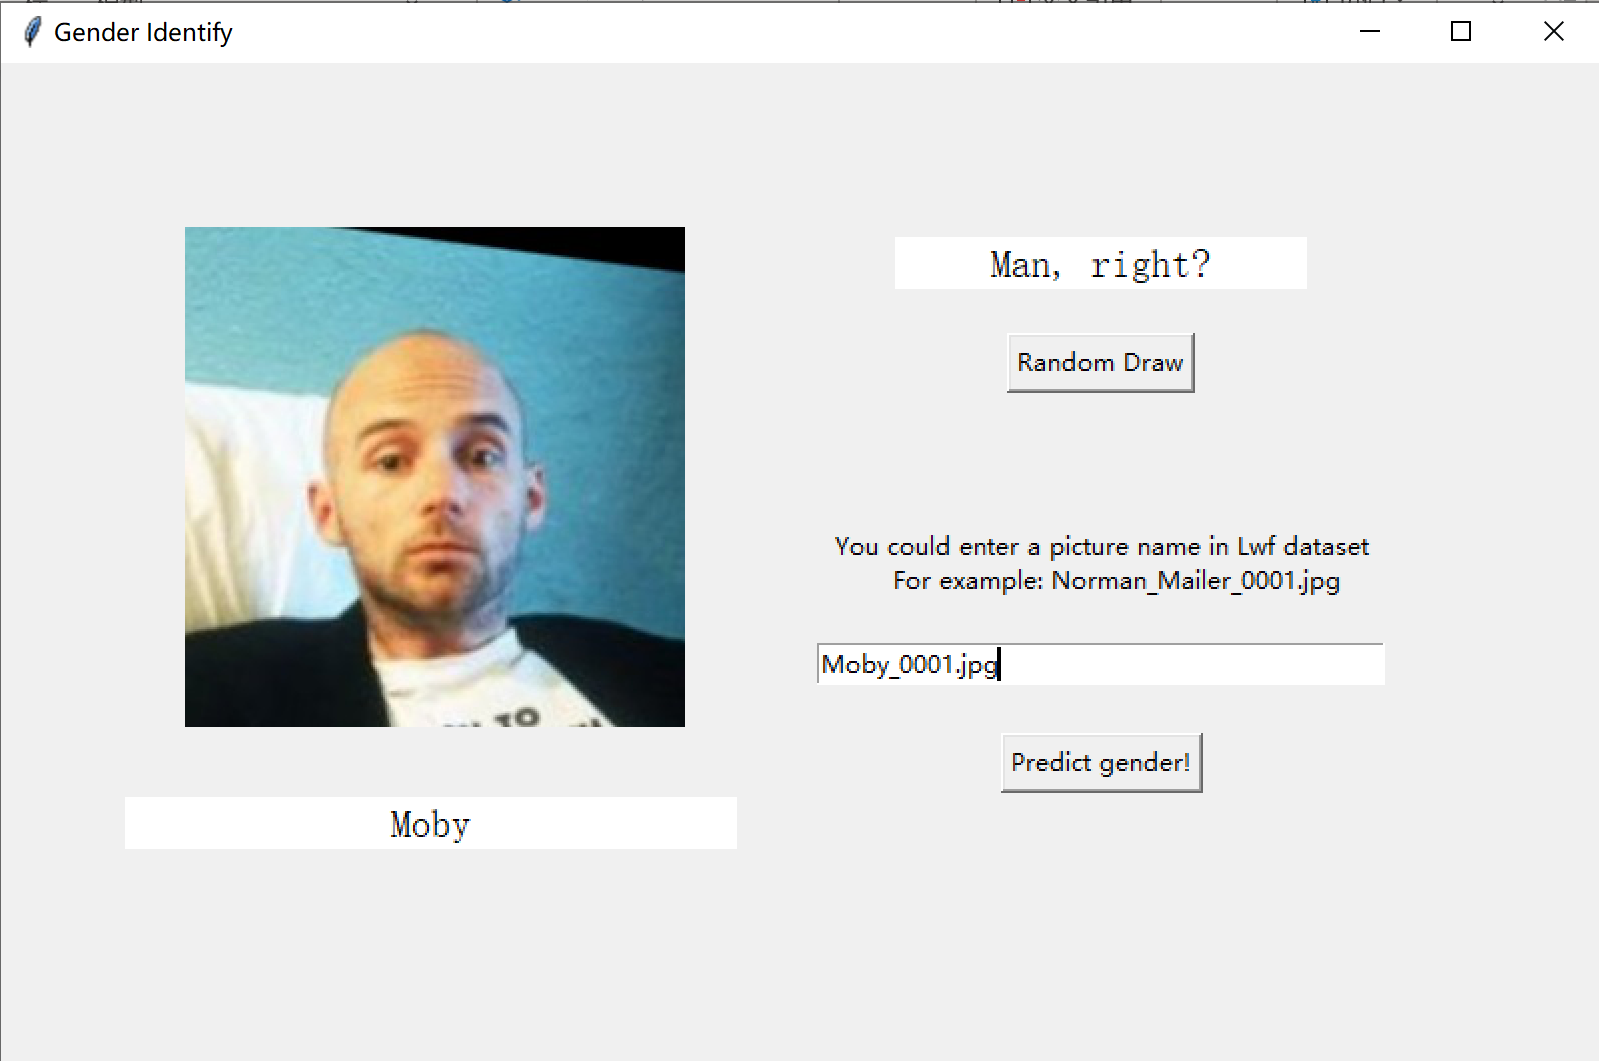 Gender Identify
Man, right?
Random Draw
You could enter a picture name in Lwf dataset
For example: Norman_Mailer_0001.jpg
Moby_0001.jpg
Predict gender!
TO
Moby